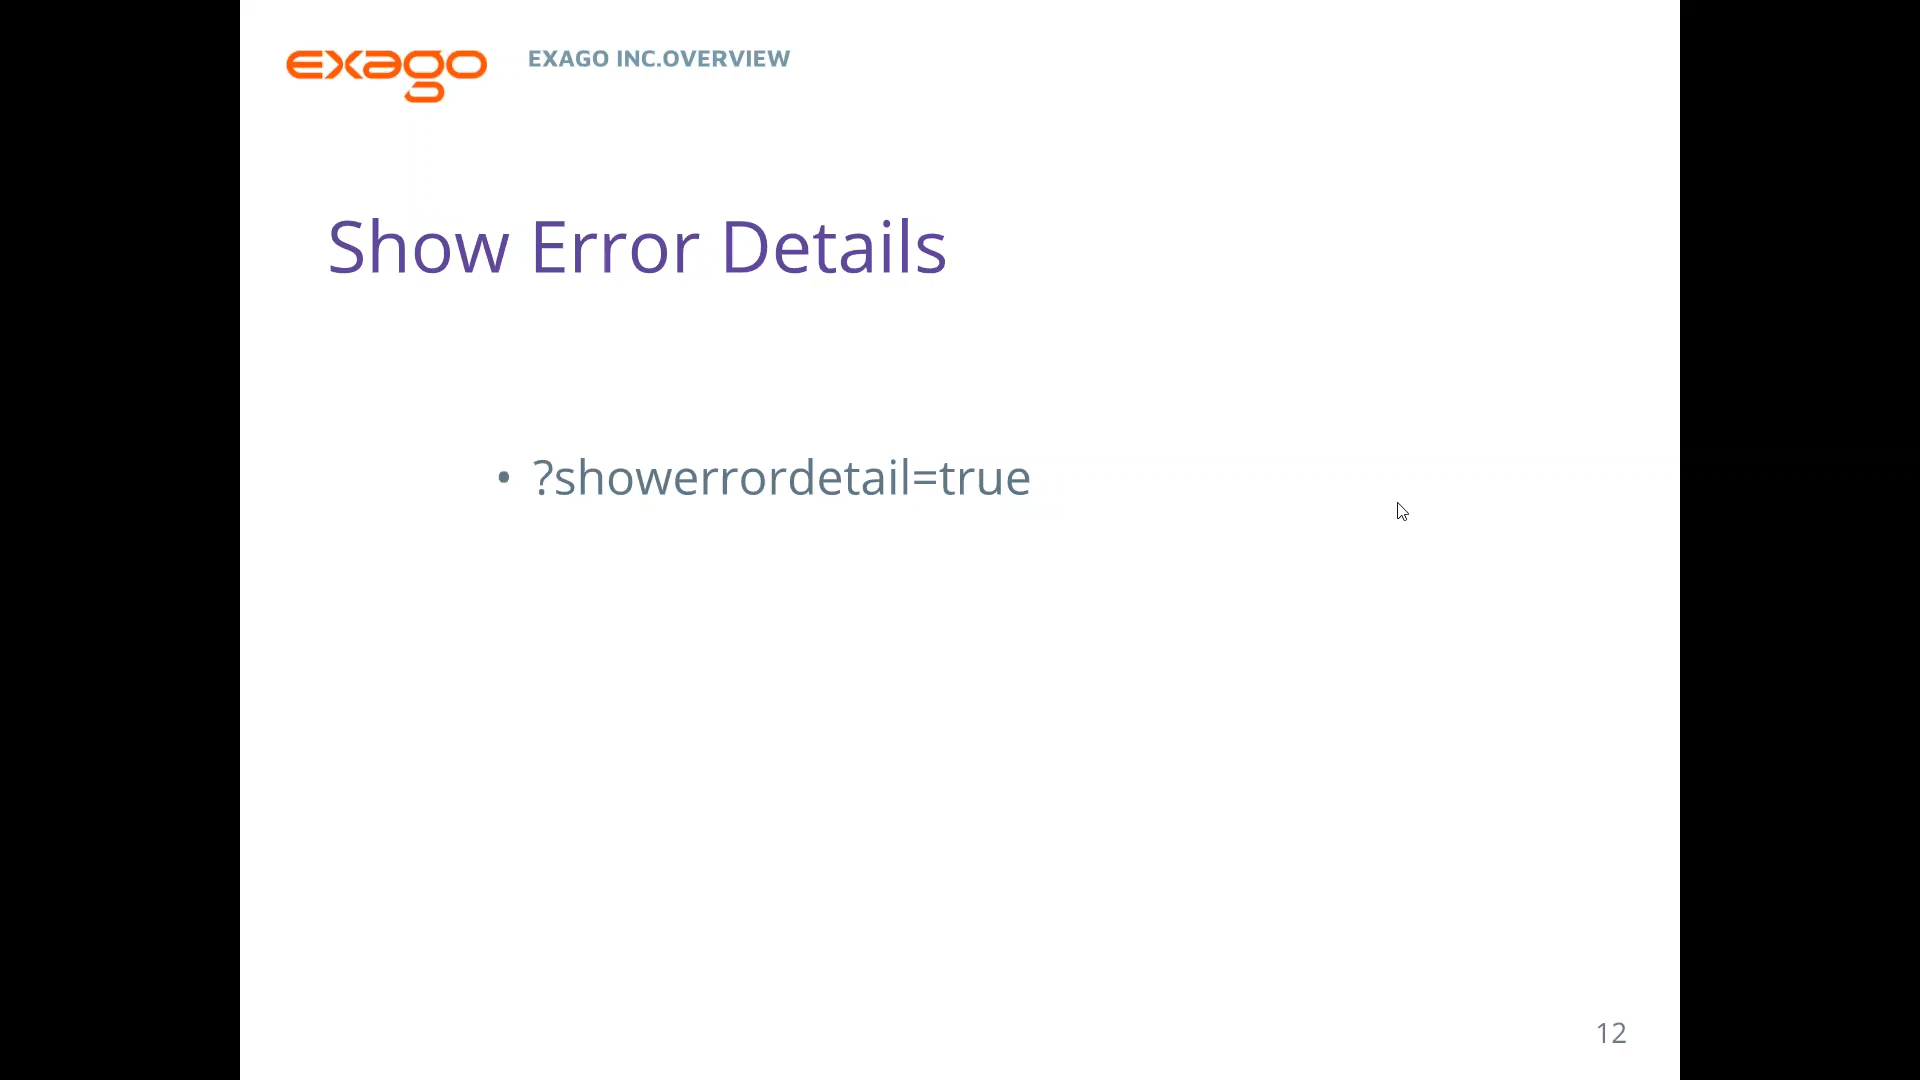 exago
EXAGO INC.OVERVIEW
Show Error Details
• ?showerrordetail=true
12